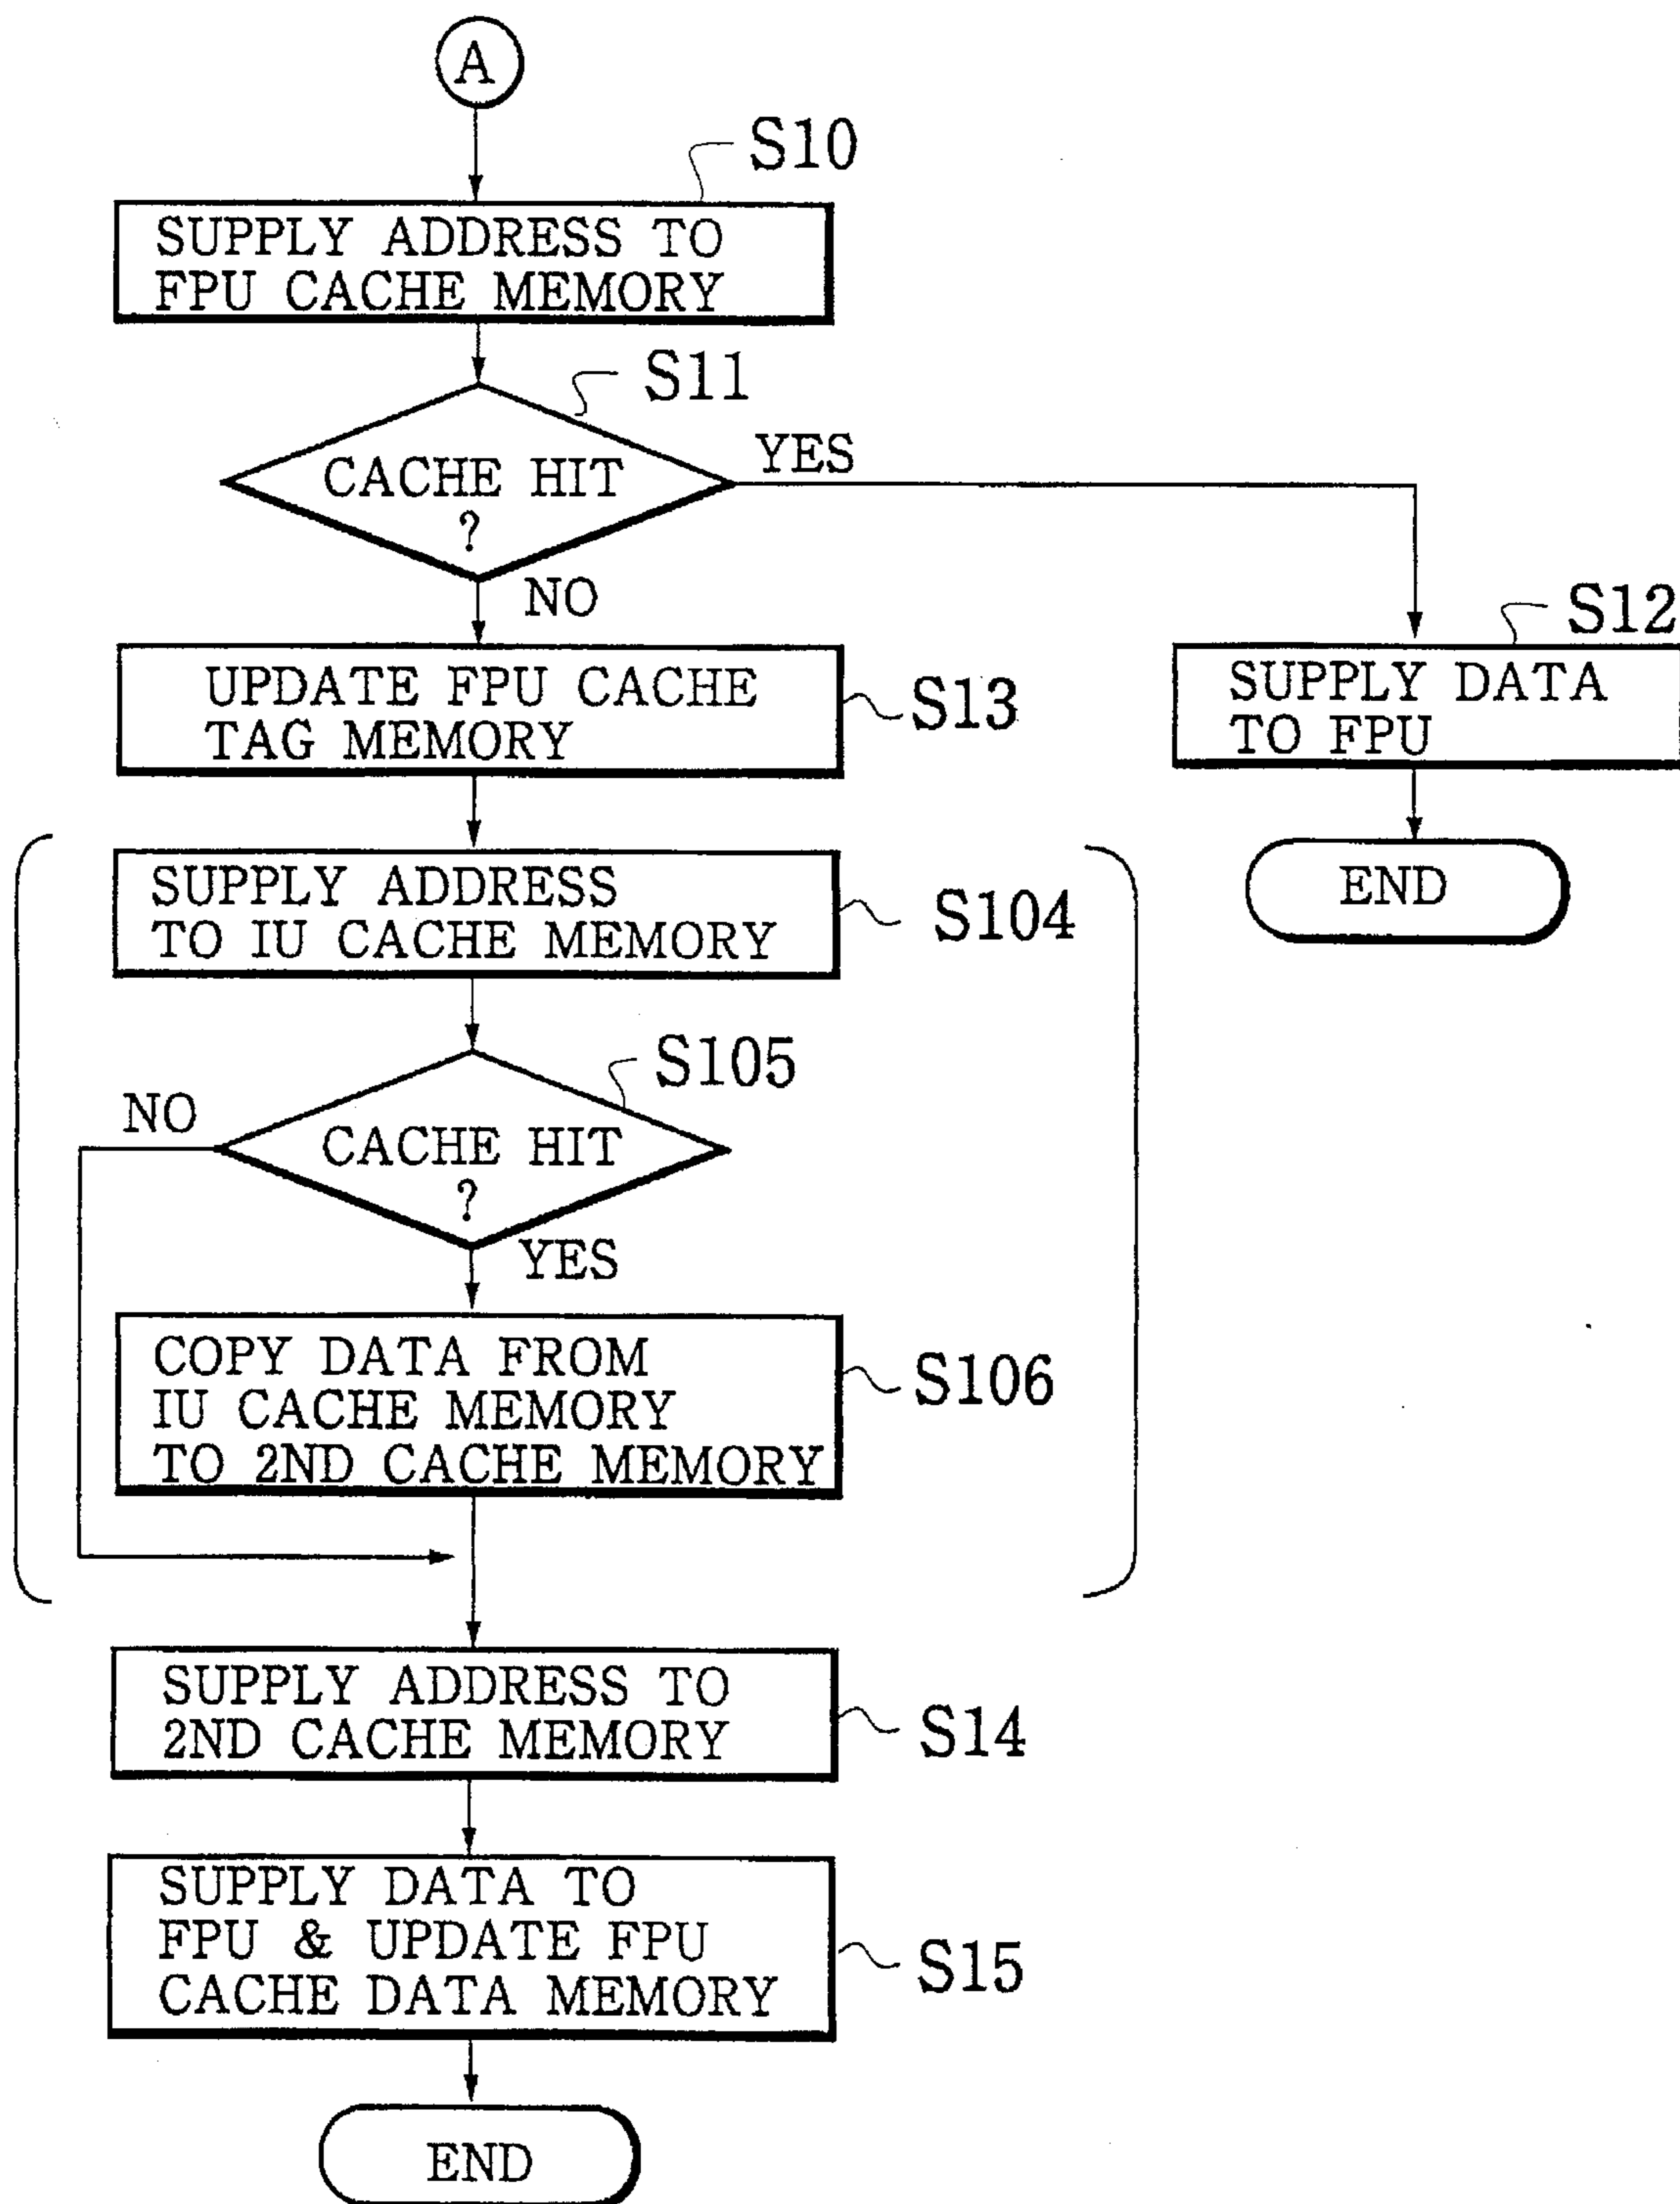 A
S10
SUPPLY ADDRESS TO
FPU CACHE MEMORY
S11
CACHE HIT
?
YES
NO
S12
SUPPLY DATA
TO FPU
END
UPDATE FPU CACHE
TAG MEMORY
S13
SUPPLY ADDRESS
TO IU CACHE MEMORY
S104
S105
NO
CACHE HIT
?
YES
COPY DATA FROM
IU CACHE MEMORY
TO 2ND CACHE MEMORY
S106
SUPPLY ADDRESS TO
2ND CACHE MEMORY
S14
SUPPLY DATA TO
FPU & UPDATE FPU
CACHE DATA MEMORY
S15
END